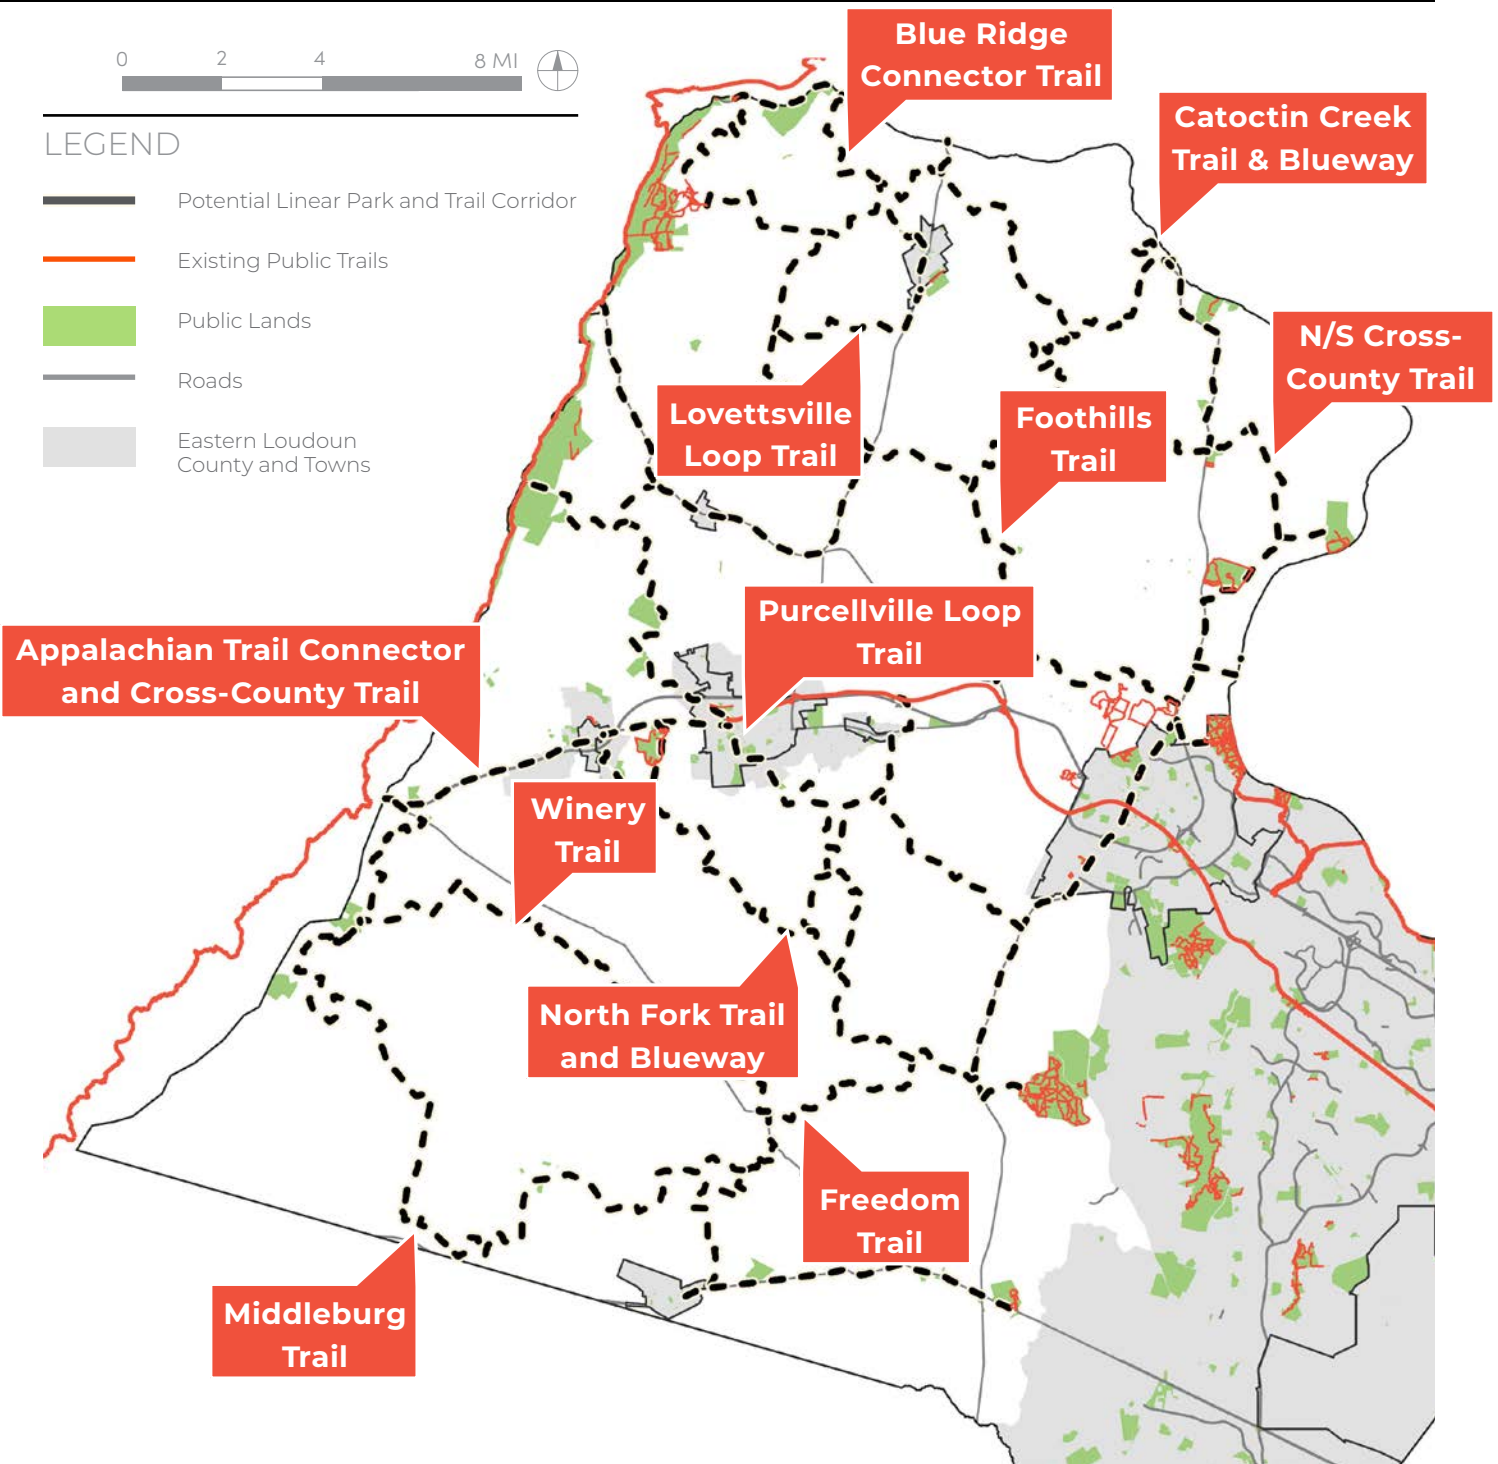 0 2 4 8 MI
LEGEND
Potential Linear Park and Trail Corridor
Existing Public Trails
Public Lands
Roads
Eastern Loudoun
County and Towns
Blue Ridge
Connector Trail
Catoctin Creek
Trail & Blueway
N/S Cross-
County Trail
Lovettsville
Loop Trail
Foothills
Trail
Purcellville Loop
Trail
Appalachian Trail Connector
and Cross-County Trail
Winery
Trail
North Fork Trail
and Blueway
Freedom
Trail
Middleburg
Trail